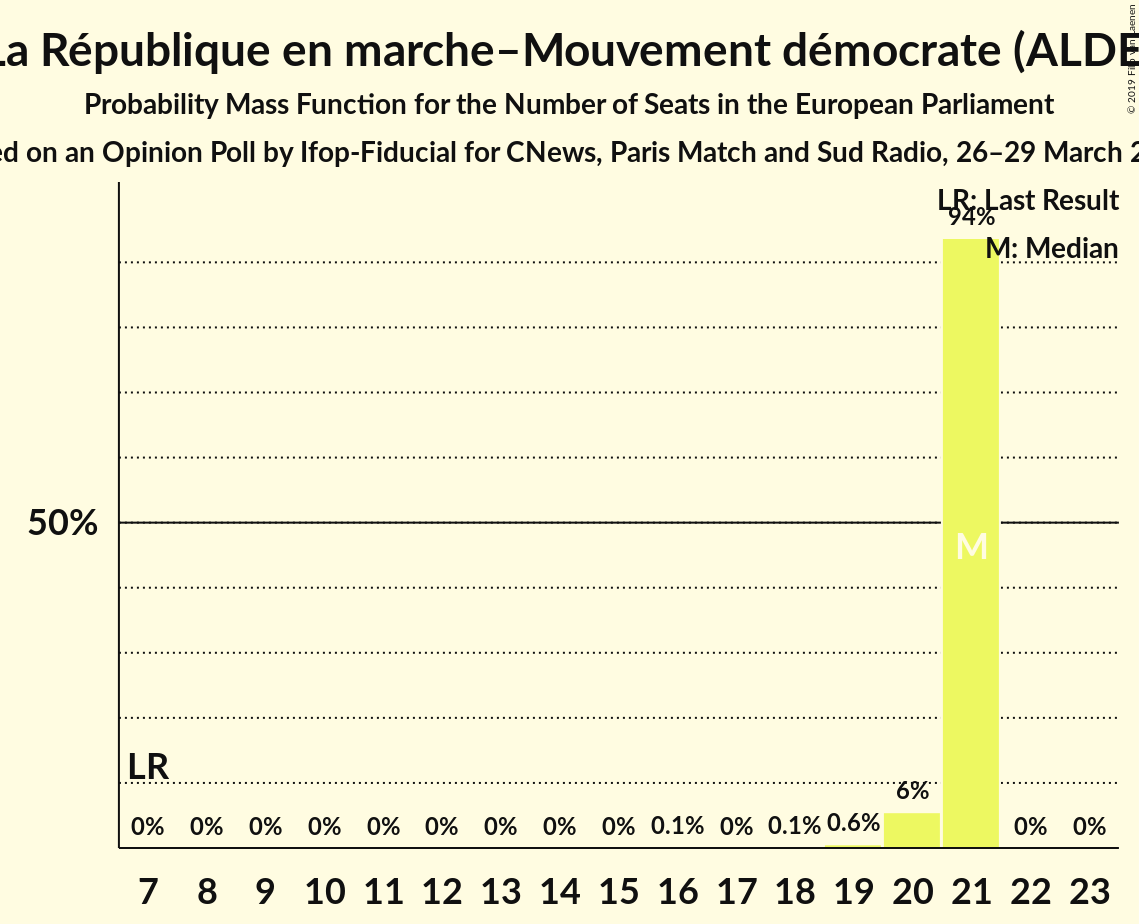 La République en marche–Mouvement démocrate (ALDE
Probability Mass Function for the Number of Seats in the European Parliament
on an Opinion Poll by Ifop-Fiducial for CNews, Paris Match and Sud Radio, 26–29 March
© 2019
LR: Last Result
94%
M: Median
50%
M
LR
6%
0% 0% 0% 0% 0% 0% 0% 0% 0% 0.1% 0% 0.1% 0.6% 0% 0%
7 8 9 10 11 12 13 14 15 16 17 18 19 20 21 22 23